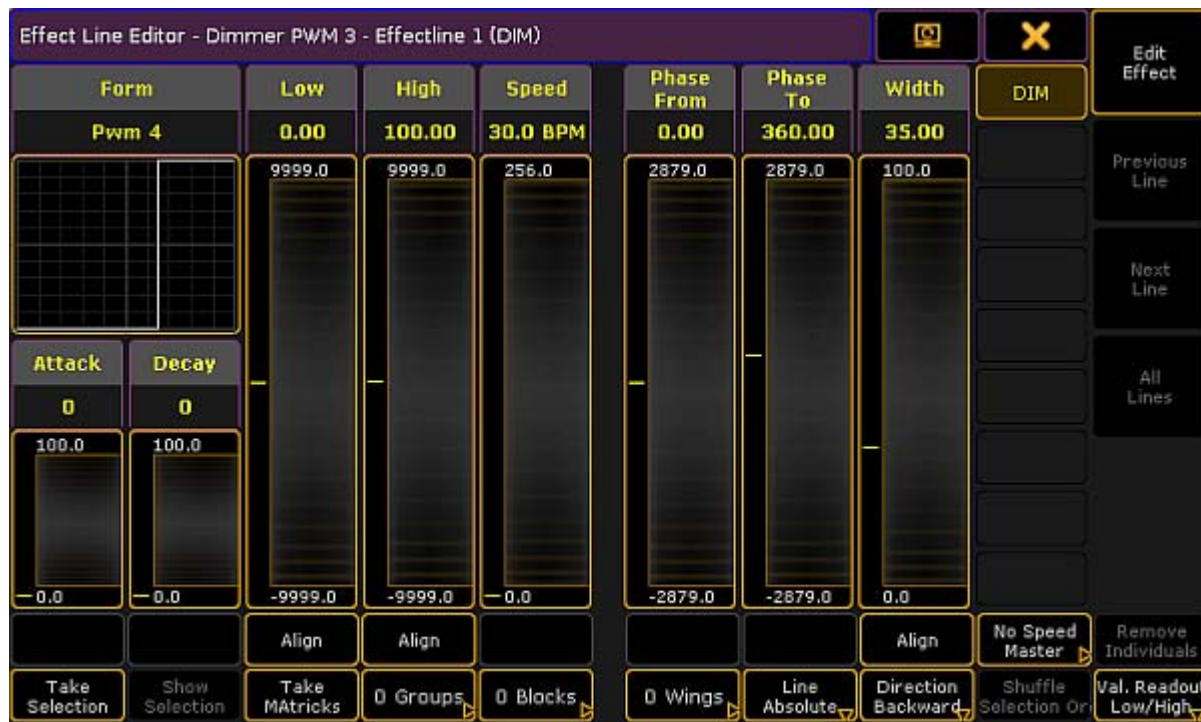 Effect Line Editor - Dimmer PWM 3 - Effectline 1 (DIM)
Edit
Effect
Form
Low
High
Speed
Phase
From
Phase
To
Width
DIM
Pwm 4
0.00
100.00
30.0 BPM
0.00
360.00
35.00
9999.0
9999.0
256.0
2879.0
2879.0
100.0
Previous
Line
Next
Line
Attack
Decay
0
0
All
Lines
100.0
100.0
0.0
0.0
-9999.0
-9999.0
0.0
-2879.0
-2879.0
0.0
Align
Align
Align
No Speed
Master
Remove
Individuals
Take
Selection
Show
Selection
Take
MAtricks
0 Groups
0 Blocks
0 Wings
Line
Absolute
Direction
Backward
Shuffle
Selection Or
Val. Readou
Low/High